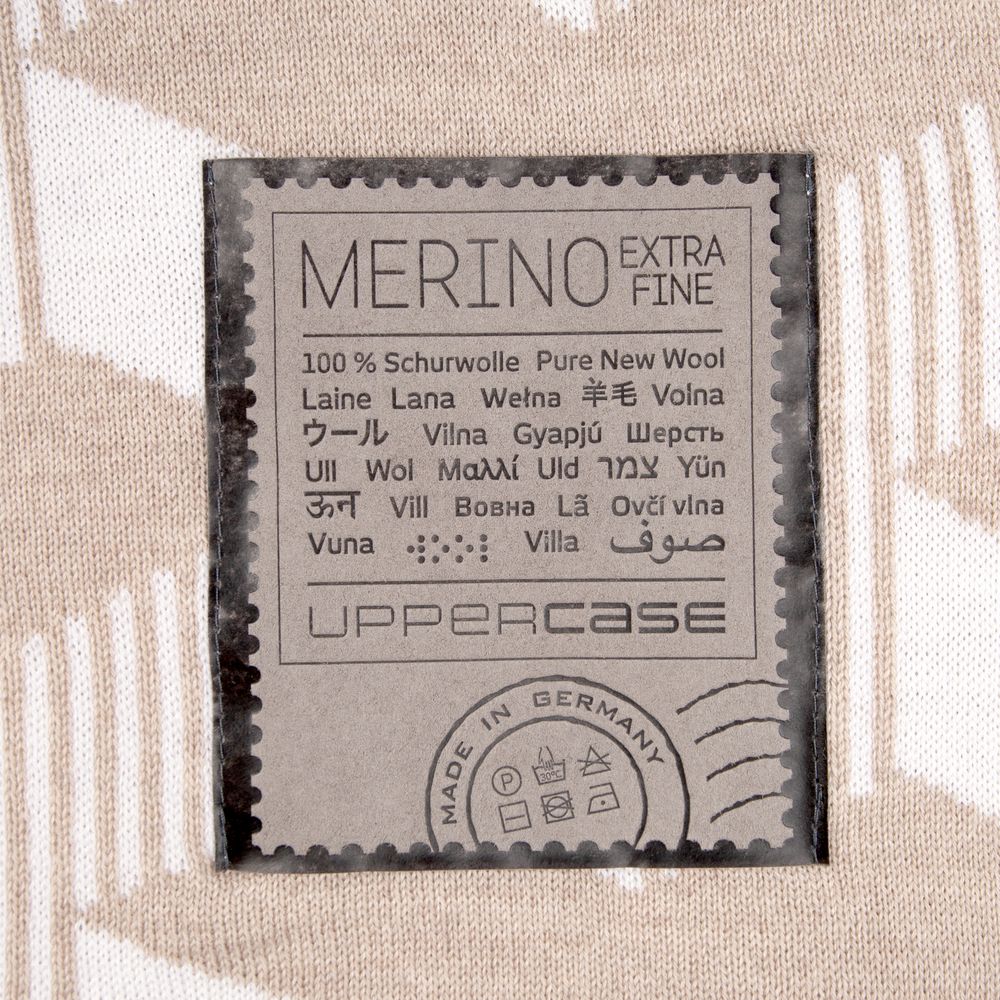 MERINO EXTRA FINE
100 % Schurwolle Pure New Wool
Laine Lana Wełna 羊毛 Volna
ウール Vilna Gyapjú Шерсть
Ull Wol Μαλλί Uld צמר Yün
ऊन Vill Вовна Lã Ovčí vlna
Vuna Villa صوف
UPPERCASE
MADE IN GERMANY
P 30°C